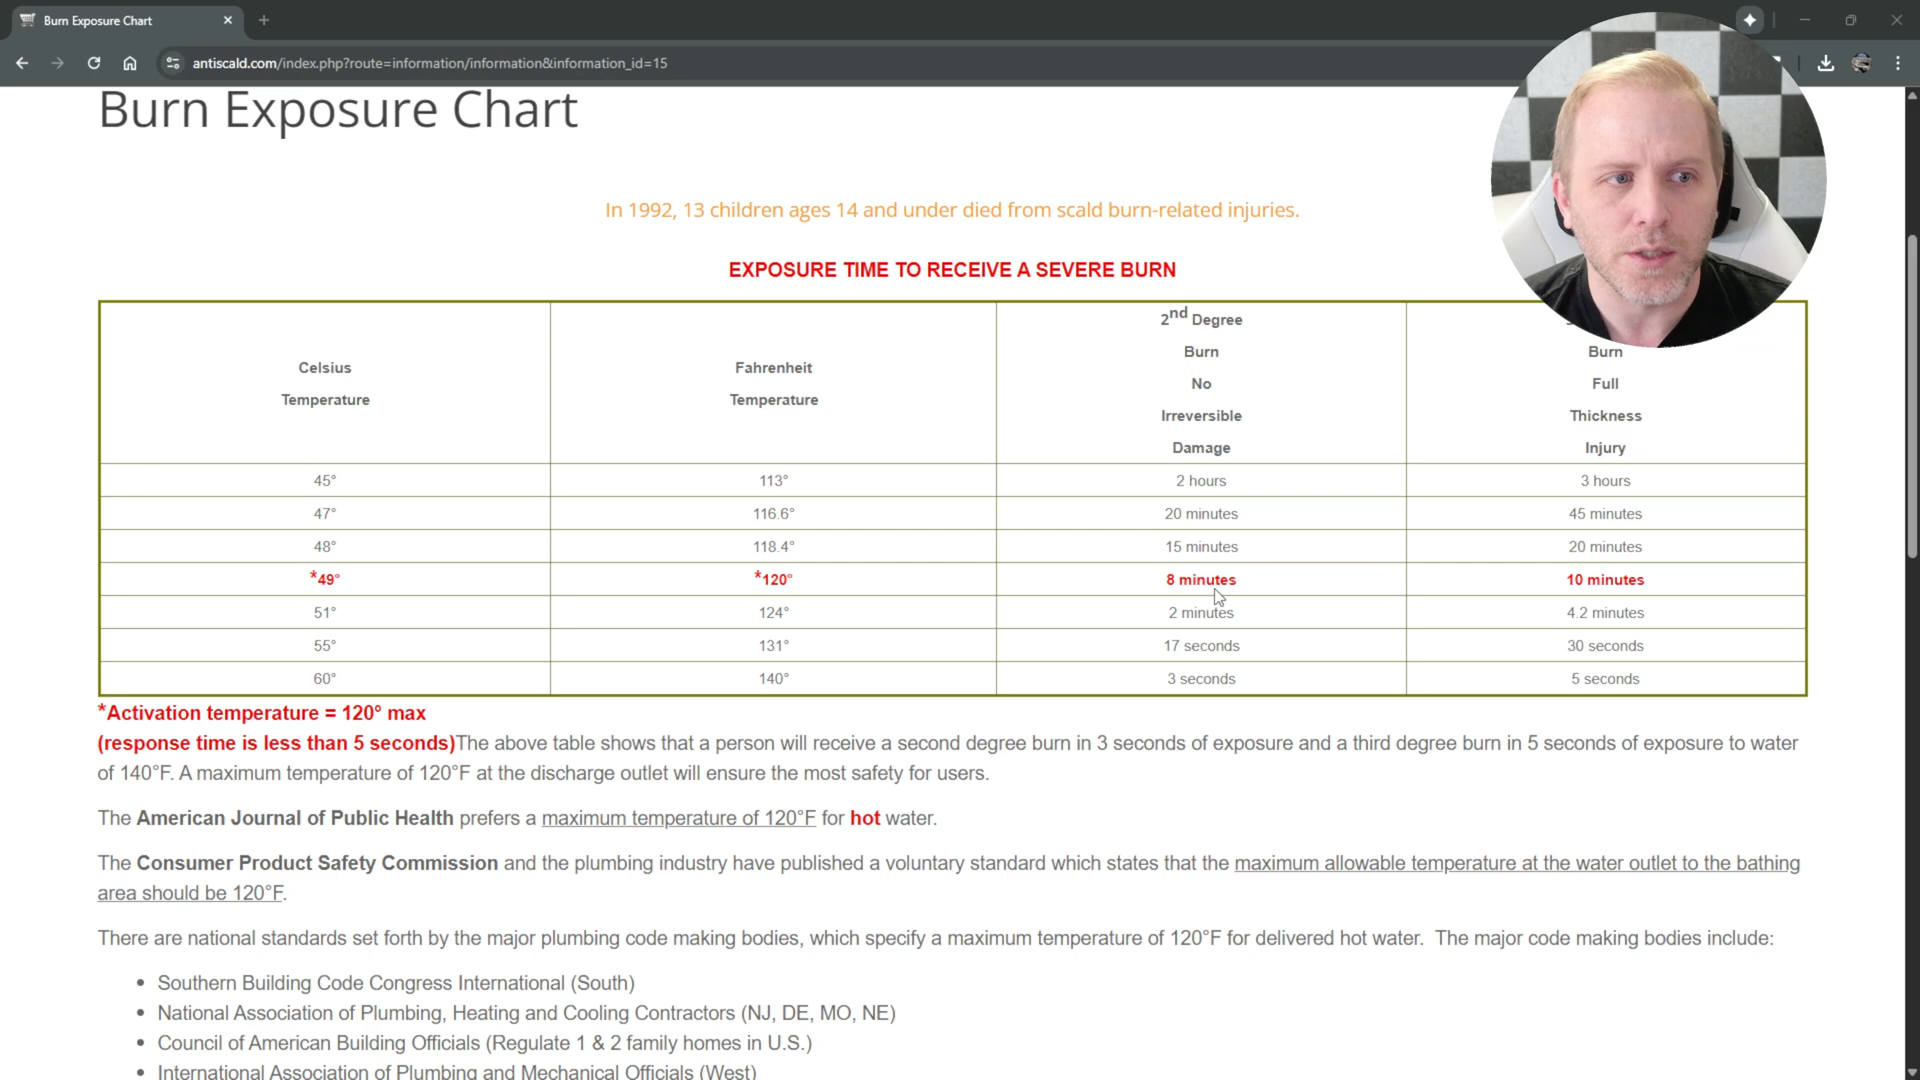 Burn Exposure Chart
antiscald.com/index.php?route=information/information&information_id=15
Burn Exposure Chart
In 1992, 13 children ages 14 and under died from scald burn-related injuries.
EXPOSURE TIME TO RECEIVE A SEVERE BURN
Celsius
Temperature
Fahrenheit
Temperature
2nd Degree
Burn
No
Irreversible
Damage
Burn
Full
Thickness
Injury
45° 113° 2 hours 3 hours
47° 116.6° 20 minutes 45 minutes
48° 118.4° 15 minutes 20 minutes
*49° *120° 8 minutes 10 minutes
51° 124° 2 minutes 4.2 minutes
55° 131° 17 seconds 30 seconds
60° 140° 3 seconds 5 seconds
*Activation temperature = 120° max
(response time is less than 5 seconds)The above table shows that a person will receive a second degree burn in 3 seconds of exposure and a third degree burn in 5 seconds of exposure to water
of 140°F. A maximum temperature of 120°F at the discharge outlet will ensure the most safety for users.
The American Journal of Public Health prefers a maximum temperature of 120°F for hot water.
The Consumer Product Safety Commission and the plumbing industry have published a voluntary standard which states that the maximum allowable temperature at the water outlet to the bathing
area should be 120°F.
There are national standards set forth by the major plumbing code making bodies, which specify a maximum temperature of 120°F for delivered hot water. The major code making bodies include:
• Southern Building Code Congress International (South)
• National Association of Plumbing, Heating and Cooling Contractors (NJ, DE, MO, NE)
• Council of American Building Officials (Regulate 1 & 2 family homes in U.S.)
• International Association of Plumbing and Mechanical Officials (West)